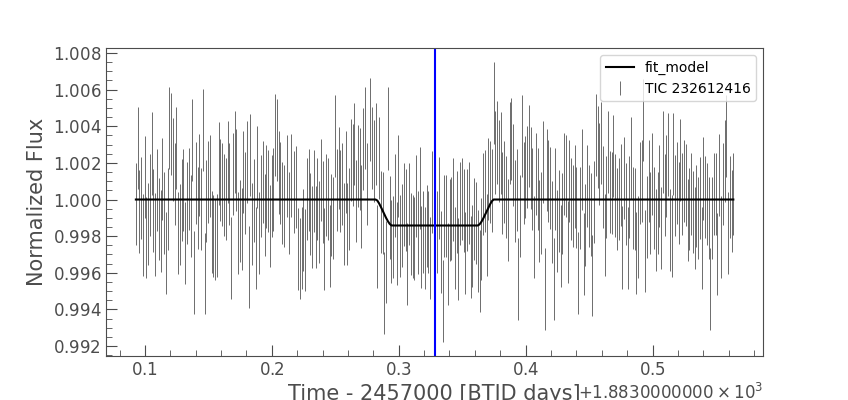 1.008
1.006
1.004
1.002
1.000
0.998
0.996
0.994
0.992
Normalized Flux
fit_model
TIC 232612416
0.1 0.2 0.3 0.4 0.5
Time - 2457000 [BTJD days]
+1.8830000000 × 10³